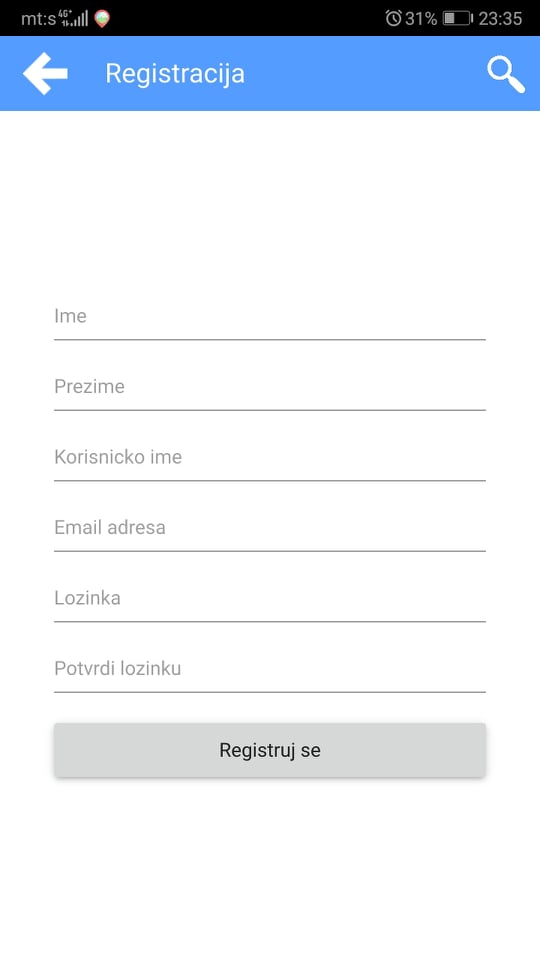 mt:s 4G+ 31% 23:35
Registracija
Ime
Prezime
Korisnicko ime
Email adresa
Lozinka
Potvrdi lozinku
Registruj se